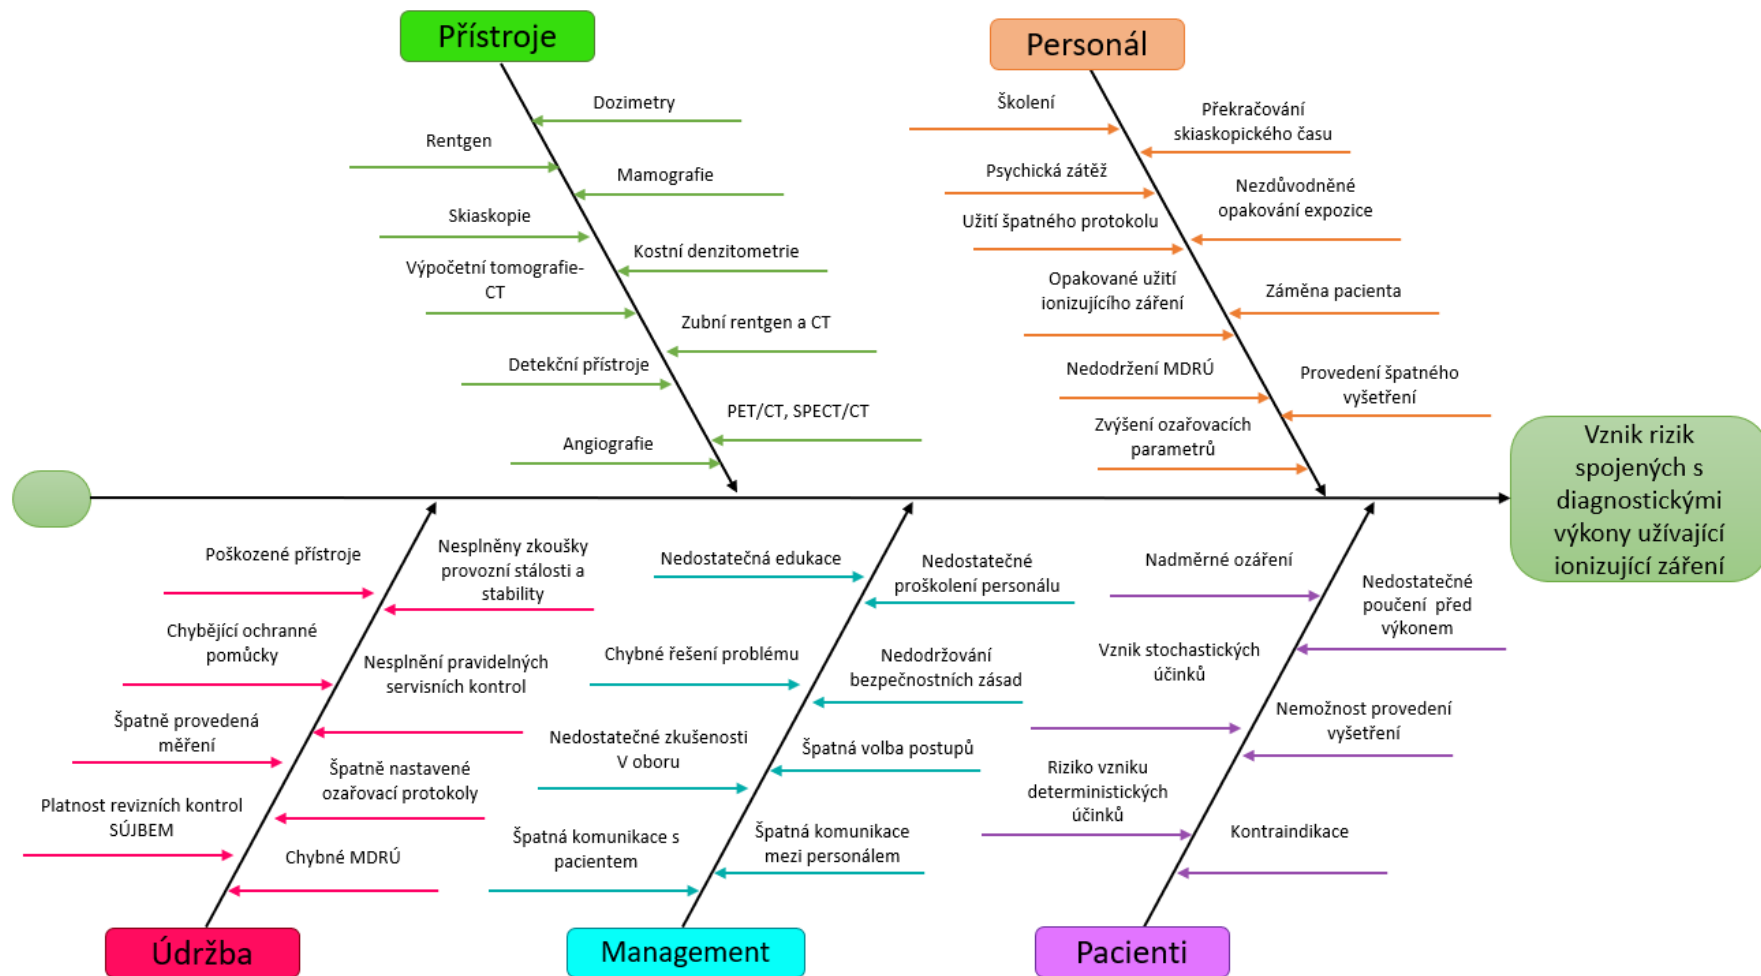 Přístroje
Personál
Dozimetry
Rentgen
Mamografie
Skiaskopie
Kostní denzitometrie
Výpočetní tomografie-
CT
Zubní rentgen a CT
Detekční přístroje
PET/CT, SPECT/CT
Angiografie
Školení
Překračování
skiaskopického času
Psychická zátěž
Nezdůvodněné
opakování expozice
Užití špatného protokolu
Opakované užití
ionizujícího záření
Záměna pacienta
Nedodržení MDRÚ
Provedení špatného
vyšetření
Zvýšení ozařovacích
parametrů
Vznik rizik
spojených s
diagnostickými
výkony užívající
ionizující záření
Poškozené přístroje
Nesplněny zkoušky
provozní stálosti a
stability
Chybějící ochranné
pomůcky
Nesplnění pravidelných
servisních kontrol
Špatně provedená
měření
Špatně nastavené
ozařovací protokoly
Platnost revizních kontrol
SÚJBEM
Chybné MDRÚ
Nedostatečná edukace
Nedostatečné
proškolení personálu
Chybné řešení problému
Nedodržování
bezpečnostních zásad
Nedostatečné zkušenosti
V oboru
Špatná volba postupů
Špatná komunikace s
pacientem
Špatná komunikace
mezi personálem
Nadměrné ozáření
Nedostatečné
poučení před
výkonem
Vznik stochastických
účinků
Nemožnost provedení
vyšetření
Riziko vzniku
deterministických
účinků
Kontraindikace
Údržba
Management
Pacienti